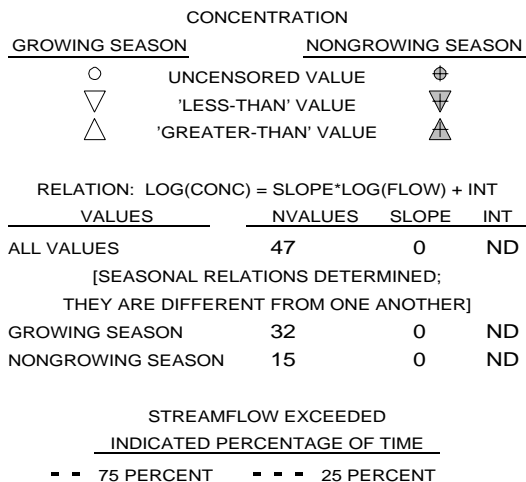 CONCENTRATION
GROWING SEASON NONGROWING SEASON
UNCENSORED VALUE
'LESS-THAN' VALUE
'GREATER-THAN' VALUE
RELATION: LOG(CONC) = SLOPE*LOG(FLOW) + INT
VALUES NVALUES SLOPE INT
ALL VALUES 47 0 ND
[SEASONAL RELATIONS DETERMINED;
THEY ARE DIFFERENT FROM ONE ANOTHER]
GROWING SEASON 32 0 ND
NONGROWING SEASON 15 0 ND
STREAMFLOW EXCEEDED
INDICATED PERCENTAGE OF TIME
75 PERCENT 25 PERCENT